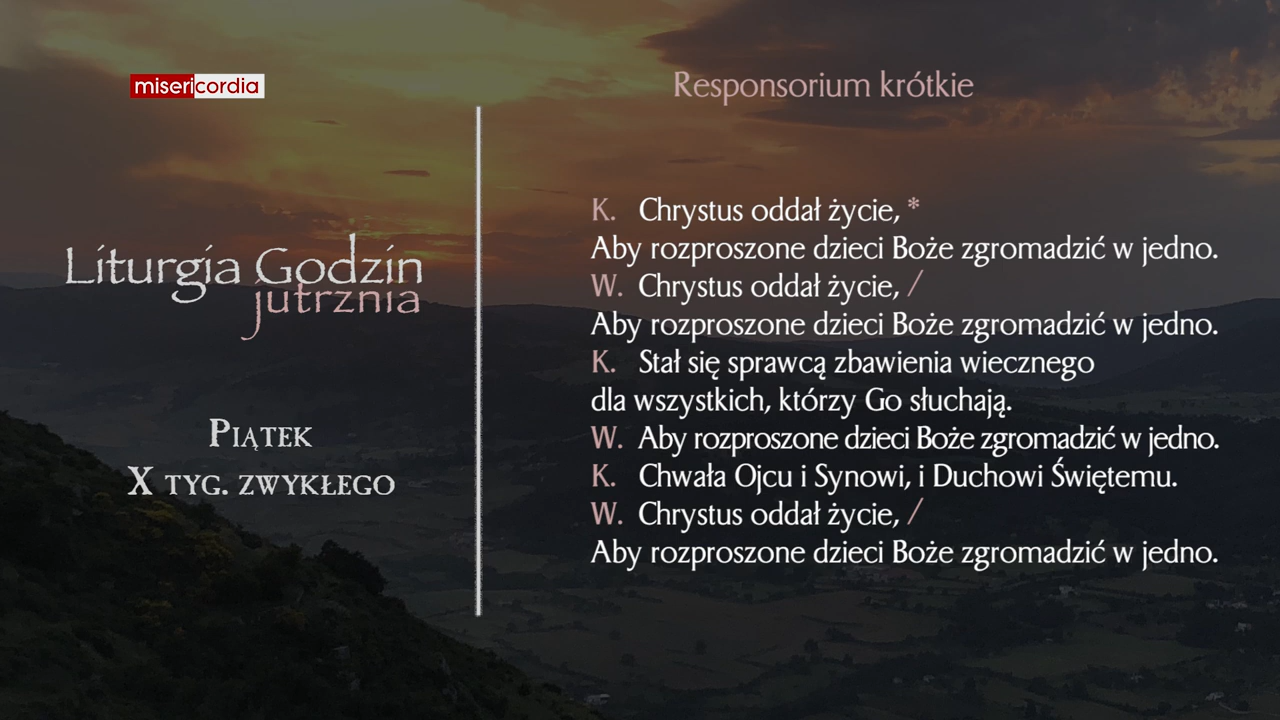 misericordia
Liturgia Godzin
jutrznia
Piątek
X tyg. zwykłego
Responsorium krótkie
K. Chrystus oddał życie, *
Aby rozproszone dzieci Boże zgromadzić w jedno.
W. Chrystus oddał życie, /
Aby rozproszone dzieci Boże zgromadzić w jedno.
K. Stał się sprawcą zbawienia wiecznego
dla wszystkich, którzy Go słuchają.
W. Aby rozproszone dzieci Boże zgromadzić w jedno.
K. Chwała Ojcu i Synowi, i Duchowi Świętemu.
W. Chrystus oddał życie, /
Aby rozproszone dzieci Boże zgromadzić w jedno.